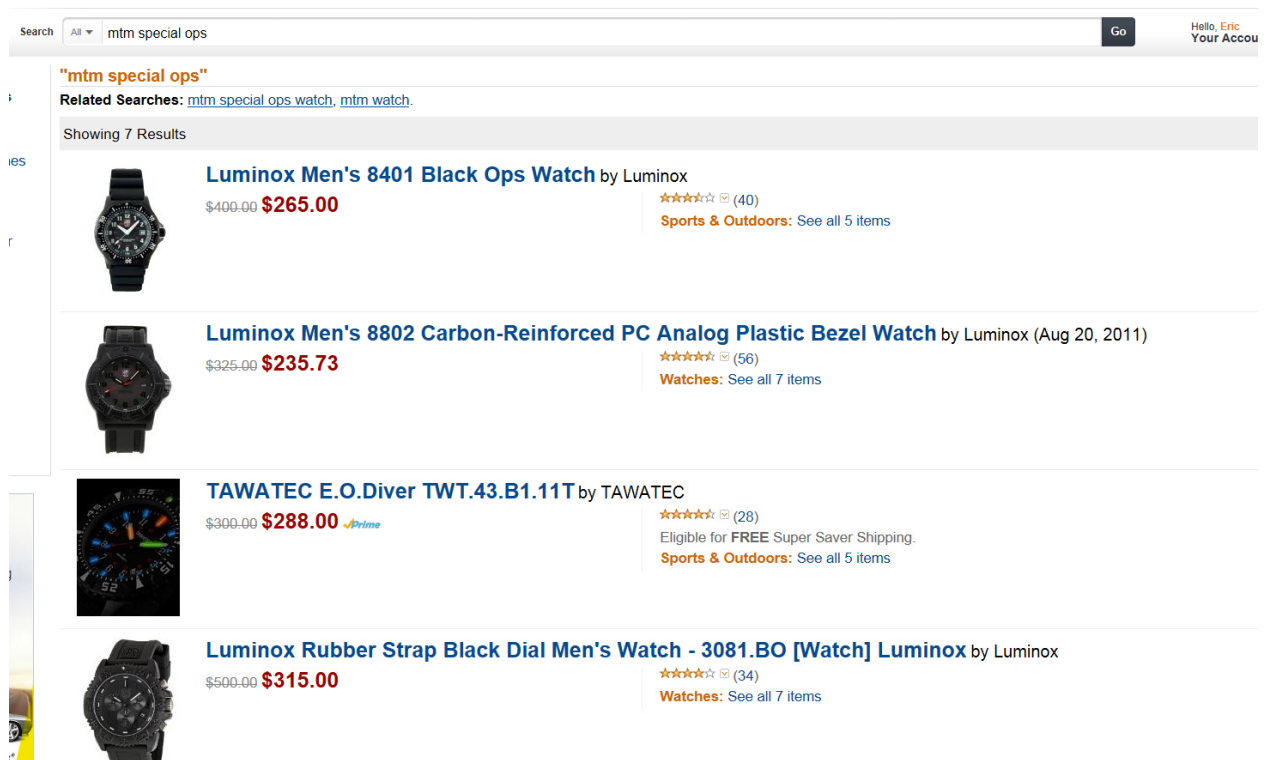 Search All mtm special ops Go Hello, Eric
Your Accou
"mtm special ops"
Related Searches: mtm special ops watch, mtm watch.
Showing 7 Results
Luminox Men's 8401 Black Ops Watch by Luminox
$400.00 $265.00
(40)
Sports & Outdoors: See all 5 items
Luminox Men's 8802 Carbon-Reinforced PC Analog Plastic Bezel Watch by Luminox (Aug 20, 2011)
$325.00 $235.73
(56)
Watches: See all 7 items
TAWATEC E.O.Diver TWT.43.B1.11T by TAWATEC
$300.00 $288.00 Prime
(28)
Eligible for FREE Super Saver Shipping.
Sports & Outdoors: See all 5 items
Luminox Rubber Strap Black Dial Men's Watch - 3081.BO [Watch] Luminox by Luminox
$500.00 $315.00
(34)
Watches: See all 7 items